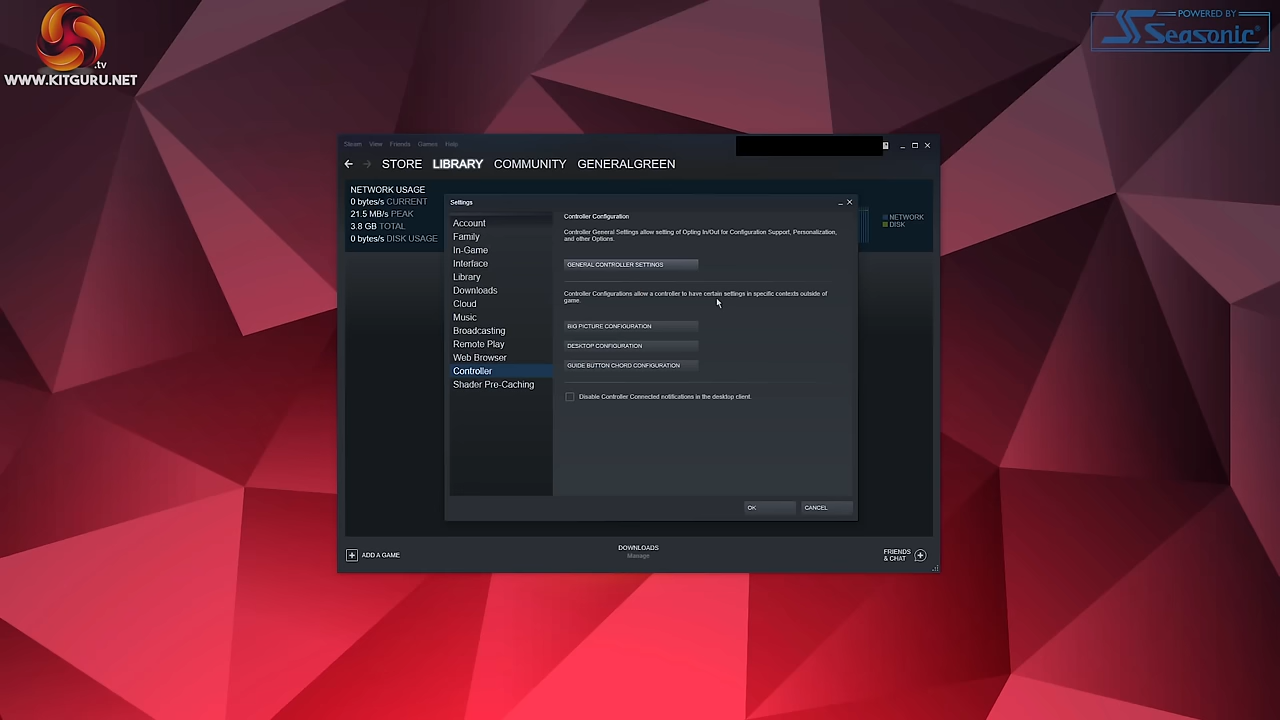 .tv
WWW.KITGURU.NET
POWERED BY
Seasonic
Steam View Friends Games Help
STORE LIBRARY COMMUNITY GENERALGREEN
NETWORK USAGE
0 bytes/s CURRENT
21.5 MB/s PEAK
3.8 GB TOTAL
0 bytes/s DISK USAGE
NETWORK
DISK
Settings
Account
Family
In-Game
Interface
Library
Downloads
Cloud
Music
Broadcasting
Remote Play
Web Browser
Controller
Shader Pre-Caching
Controller Configuration
Controller General Settings allow setting of Opting In/Out for Configuration Support, Personalization,
and other Options.
GENERAL CONTROLLER SETTINGS
Controller Configurations allow a controller to have certain settings in specific contexts outside of
game.
BIG PICTURE CONFIGURATION
DESKTOP CONFIGURATION
GUIDE BUTTON CHORD CONFIGURATION
Disable Controller Connected notifications in the desktop client.
OK CANCEL
ADD A GAME
DOWNLOADS
Manage
FRIENDS
& CHAT